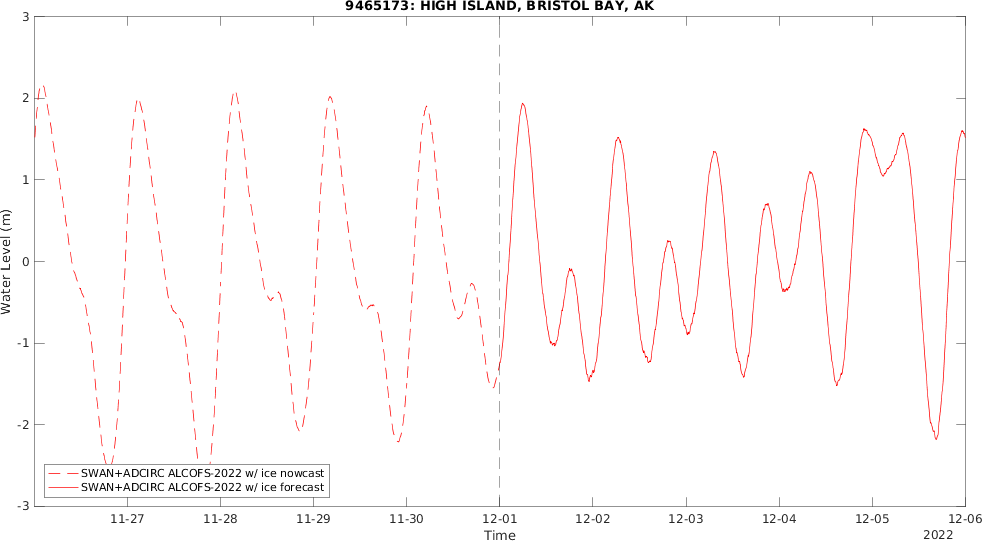 9465173: HIGH ISLAND, BRISTOL BAY, AK
3
2
1
0
-1
-2
-3
Water Level (m)
SWAN+ADCIRC ALCOFS-2022 w/ ice nowcast
SWAN+ADCIRC ALCOFS-2022 w/ ice forecast
11-27 11-28 11-29 11-30 12-01 12-02 12-03 12-04 12-05 12-06
Time
2022